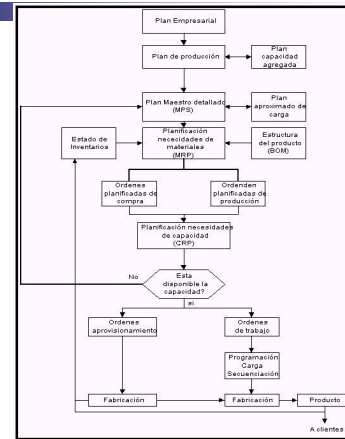 Plan Empresarial
Plan de producción
Plan
capacidad
agregada
Plan Maestro detallado
(MPS)
Plan
aproximado de
carga
Estado de
Inventarios
Planificación
necesidades de
materiales
(MRP)
Estructura
del producto
(BOM)
Ordenes
planificadas de
compra
Ordenden
planificadas de
producción
Planificación necesidades
de capacidad
(CRP)
No
Esta
disponible la
capacidad?
si
Ordenes
aprovisionamiento
Ordenes
de trabajo
Programación
Carga
Secuenciación
Fabricación
Fabricación
Producto
A clientes